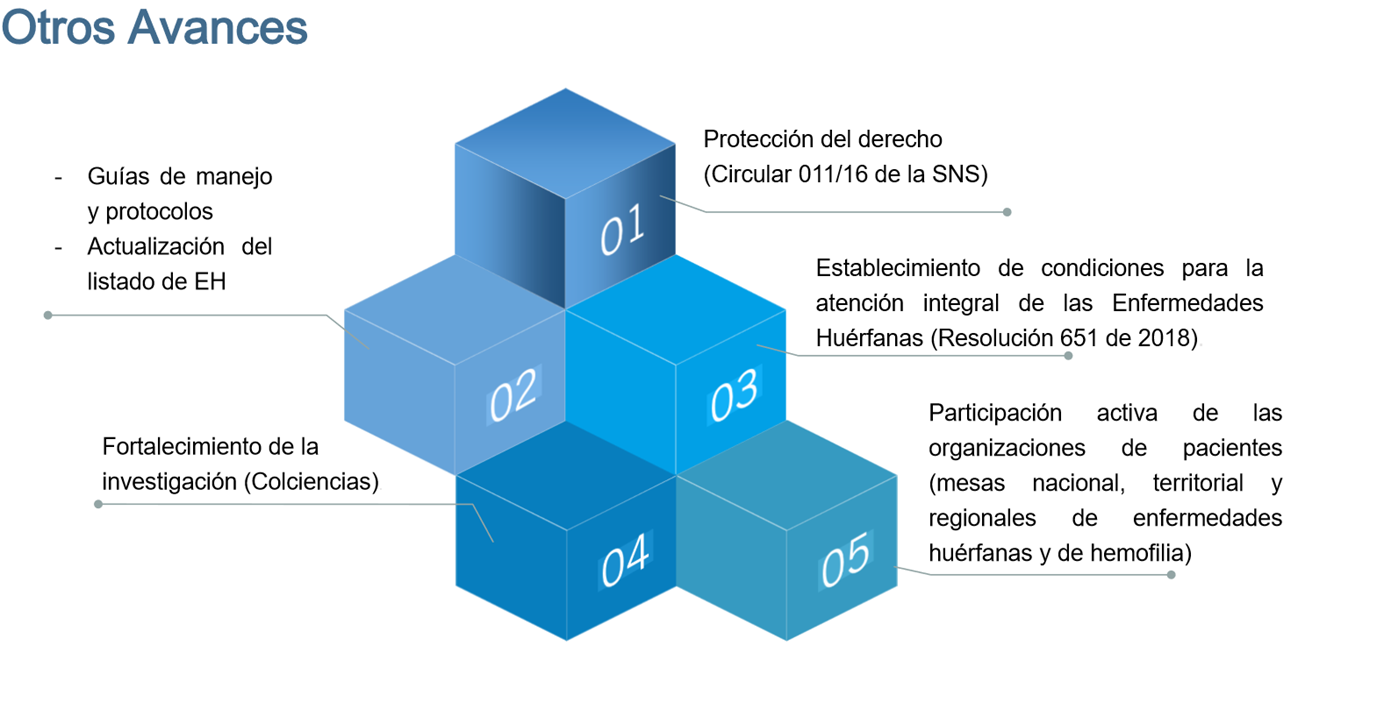 Otros Avances
Protección del derecho
(Circular 011/16 de la SNS)
01
- Guías de manejo
y protocolos
- Actualización del
listado de EH
02
Establecimiento de condiciones para la
atención integral de las Enfermedades
Huérfanas (Resolución 651 de 2018)
03
Fortalecimiento de la
investigación (Colciencias)
04
Participación activa de las
organizaciones de pacientes
(mesas nacional, territorial y
regionales de enfermedades
huérfanas y de hemofilia)
05